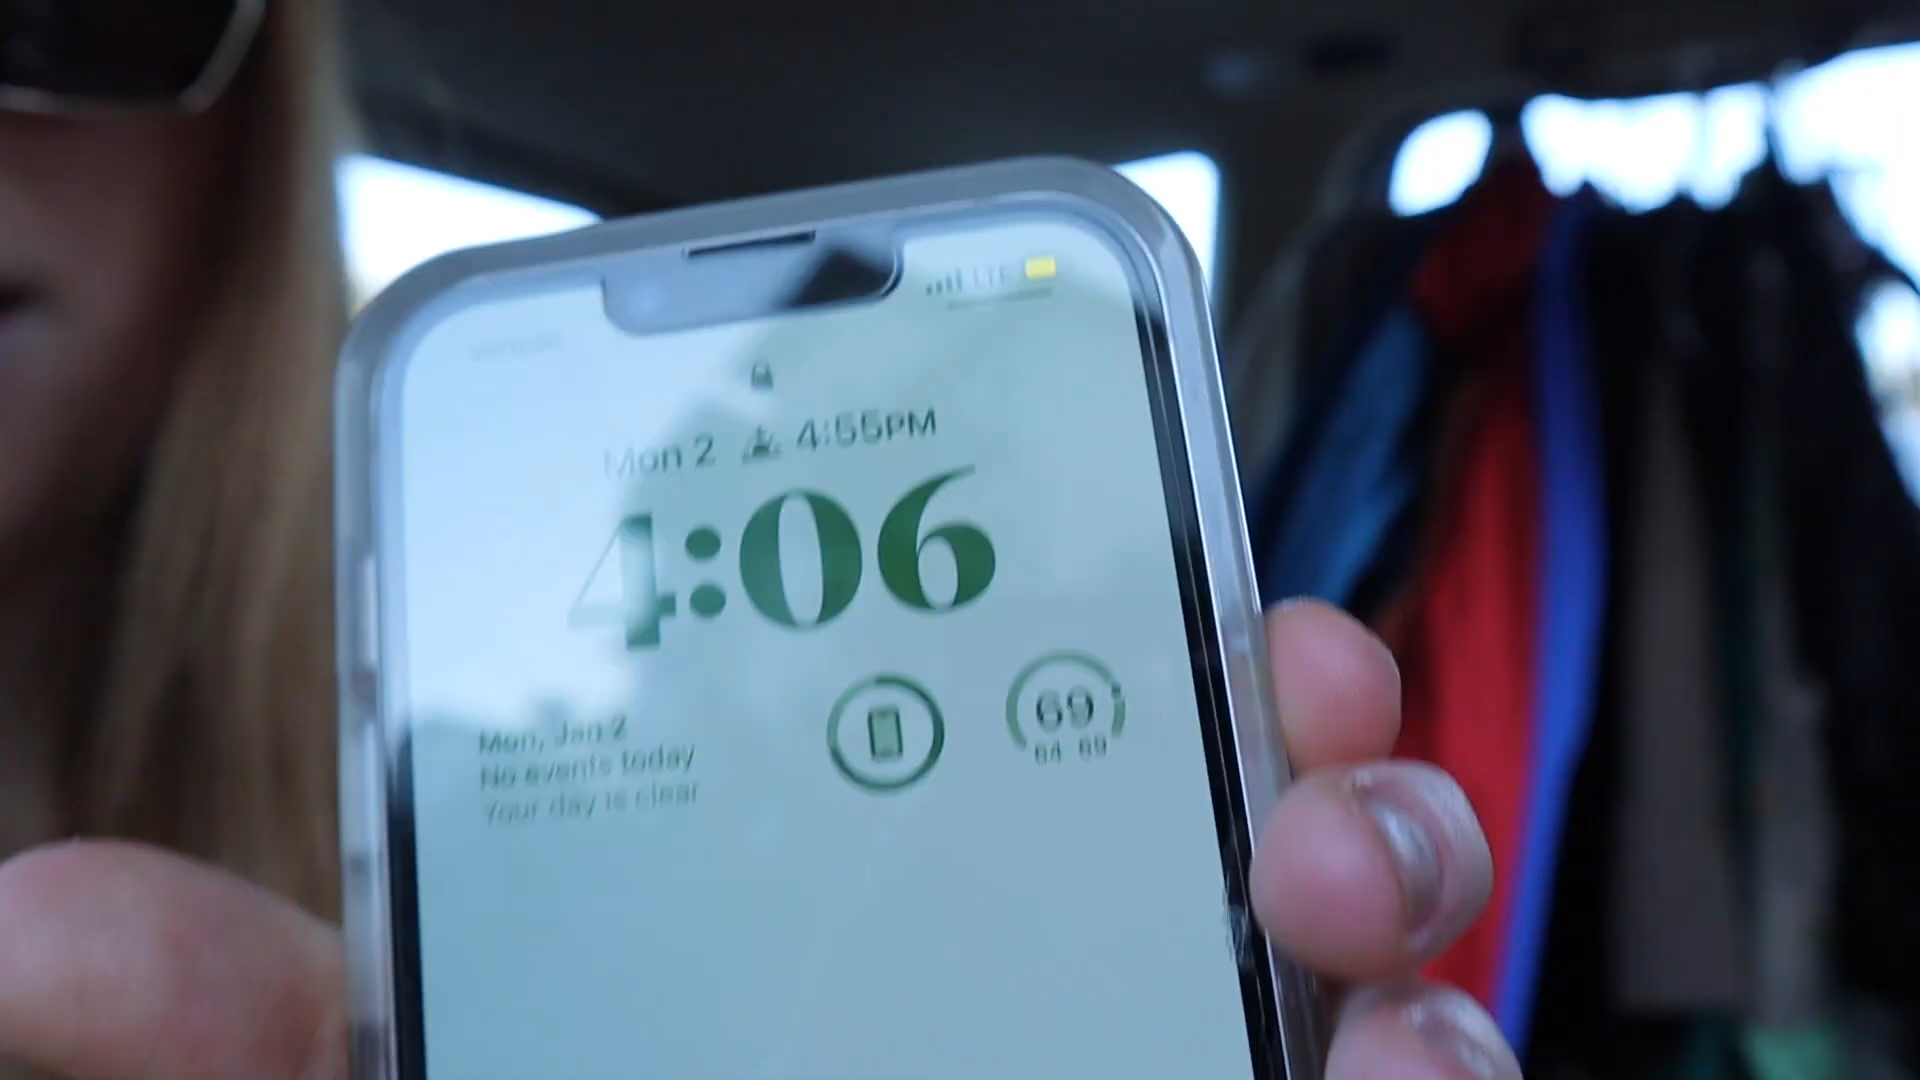 LTE
Mon 2 4:55PM
4:06
Mon, Jan 2
No events today
Your day is clear
69
64 69